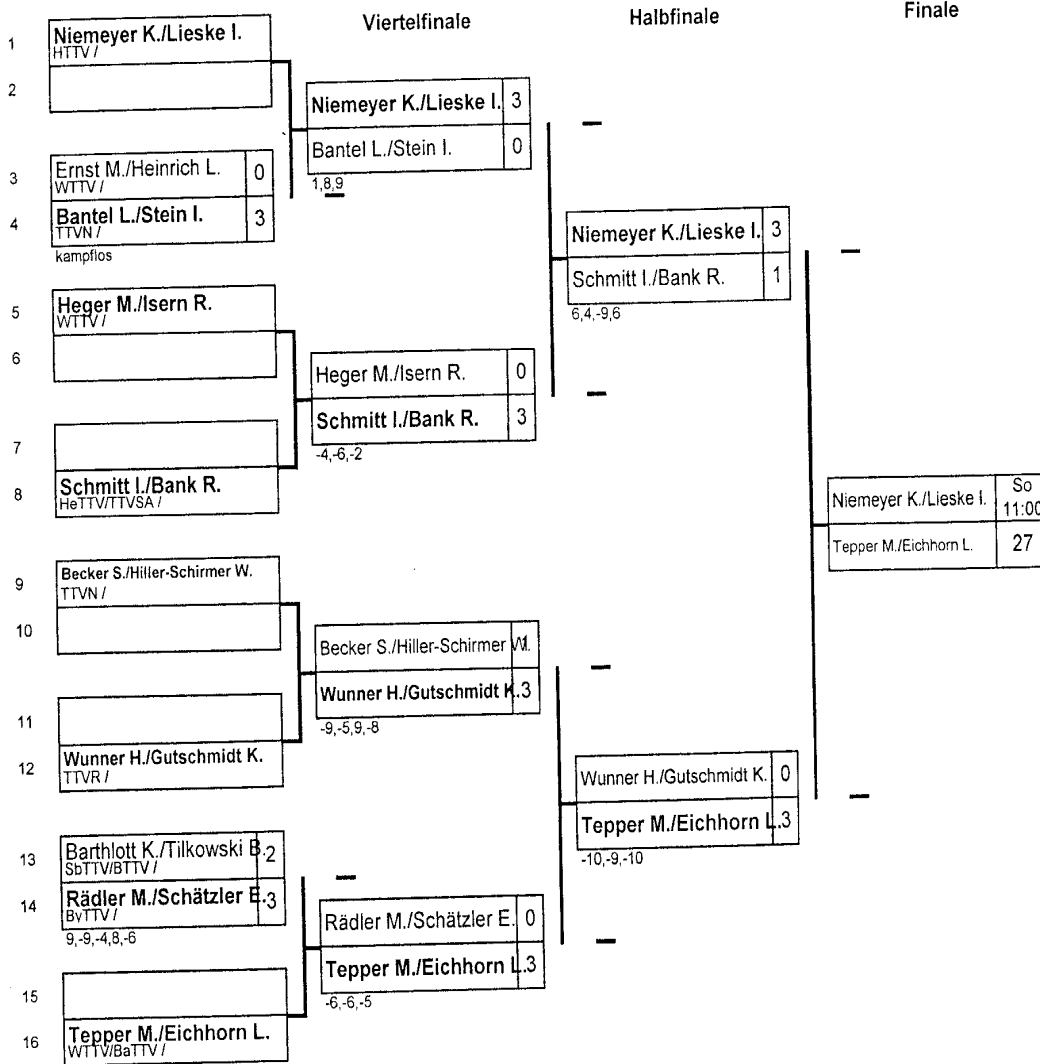 Viertelfinale
Halbfinale
Finale
1
Niemeyer K./Lieske I.
HTTV /
2
3
Ernst M./Heinrich L. 0
WTTV /
4
Bantel L./Stein I. 3
TTVN /
kampflos
5
Heger M./Isern R.
WTTV /
6
7
8
Schmitt I./Bank R.
HeTTV/TTVSA /
9
Becker S./Hiller-Schirmer W.
TTVN /
10
11
12
Wunner H./Gutschmidt K.
TTVR /
13
Barthlott K./Tilkowski B. 2
SbTTV/BTTV /
14
Rädler M./Schätzler E. 3
ByTTV /
9,-9,-4,8,-6
15
16
Tepper M./Eichhorn L.
WTTV/BaTTV /
Niemeyer K./Lieske I. 3
Bantel L./Stein I. 0
1,8,9
Heger M./Isern R. 0
Schmitt I./Bank R. 3
-4,-6,-2
Becker S./Hiller-Schirmer W. 1
Wunner H./Gutschmidt K. 3
-9,-5,9,-8
Rädler M./Schätzler E. 0
Tepper M./Eichhorn L. 3
-6,-6,-5
Niemeyer K./Lieske I. 3
Schmitt I./Bank R. 1
6,4,-9,6
Wunner H./Gutschmidt K. 0
Tepper M./Eichhorn L. 3
-10,-9,-10
Niemeyer K./Lieske I. So 11:00
Tepper M./Eichhorn L. 27